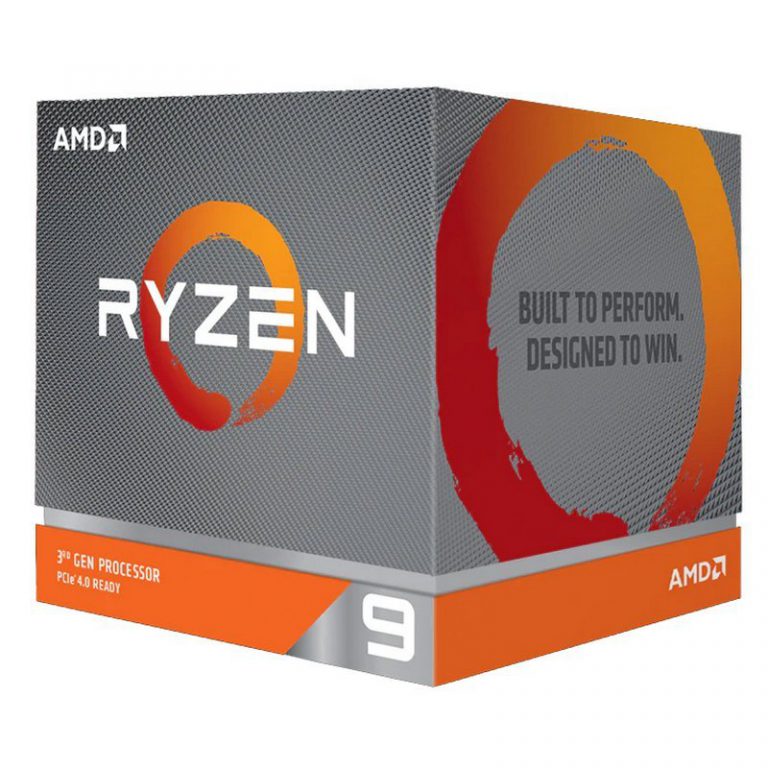 AMD
RYZEN
3RD GEN PROCESSOR
PCIe® 4.0 READY
9
BUILT TO PERFORM.
DESIGNED TO WIN.
AMD